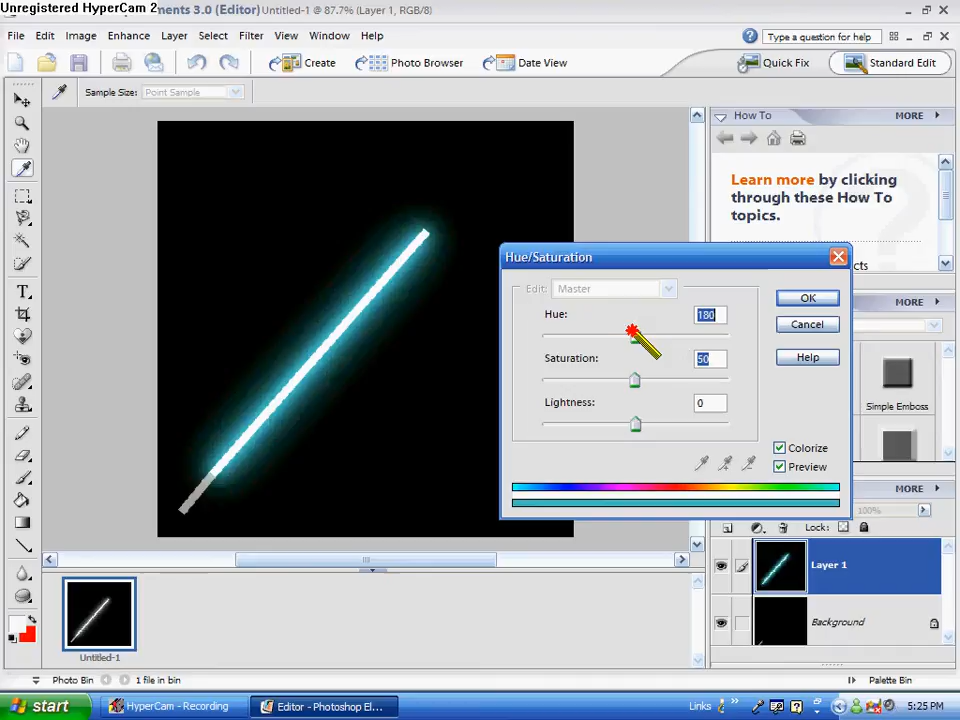 Unregistered HyperCam 2
ments 3.0 (Editor) Untitled-1 @ 87.7% (Layer 1, RGB/8)
File Edit Image Enhance Layer Select Filter View Window Help
Type a question for help
Create Photo Browser Date View Quick Fix Standard Edit
Sample Size: Point Sample
How To MORE
Learn more by clicking
through these How To
topics.
Hue/Saturation
Edit: Master
OK
Hue: 180
Cancel
Saturation: 50
Help
Lightness: 0
Colorize
Preview
MORE
Simple Emboss
MORE
100%
Lock:
Layer 1
Background
Untitled-1
Photo Bin 1 file in bin Palette Bin
start HyperCam - Recording Editor - Photoshop El... Links » 5:25 PM